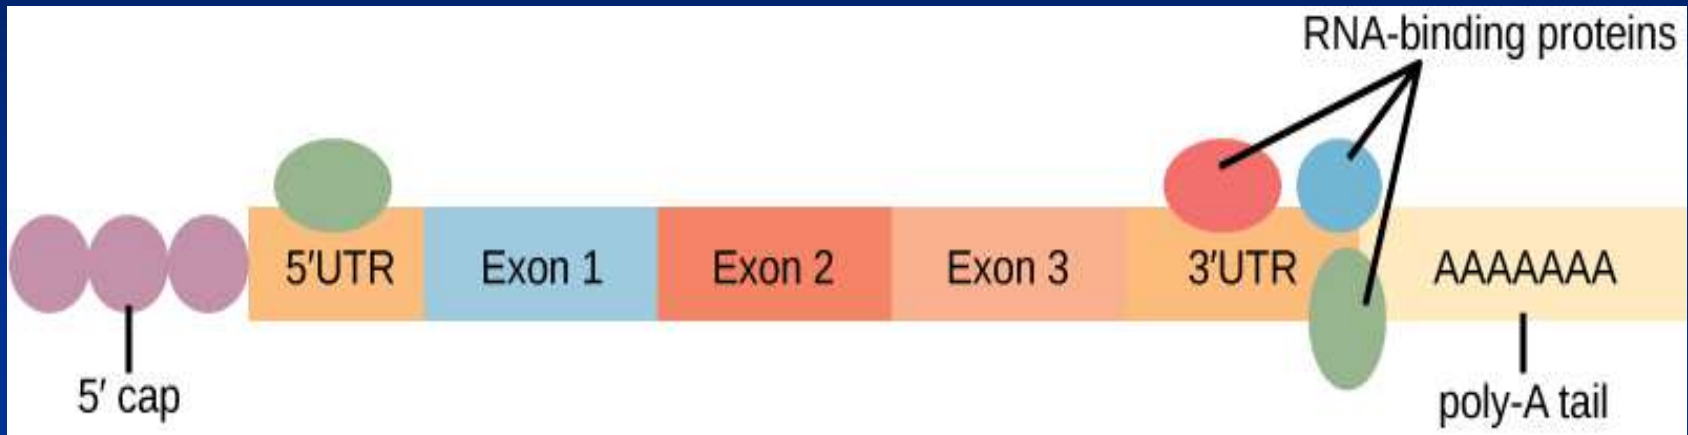 RNA-binding proteins
5′UTR
Exon 1
Exon 2
Exon 3
3′UTR
AAAAAAA
5′ cap
poly-A tail